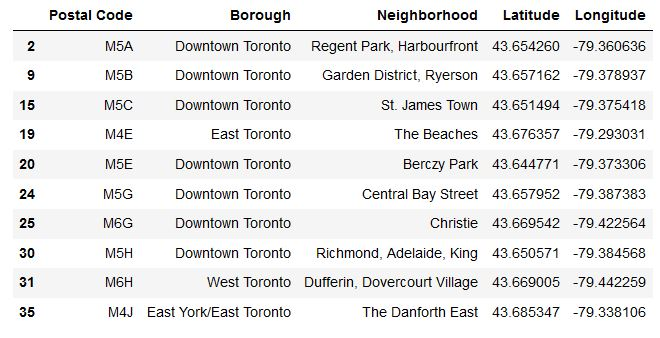 Postal Code Borough Neighborhood Latitude Longitude
2 M5A Downtown Toronto Regent Park, Harbourfront 43.654260 -79.360636
9 M5B Downtown Toronto Garden District, Ryerson 43.657162 -79.378937
15 M5C Downtown Toronto St. James Town 43.651494 -79.375418
19 M4E East Toronto The Beaches 43.676357 -79.293031
20 M5E Downtown Toronto Berczy Park 43.644771 -79.373306
24 M5G Downtown Toronto Central Bay Street 43.657952 -79.387383
25 M6G Downtown Toronto Christie 43.669542 -79.422564
30 M5H Downtown Toronto Richmond, Adelaide, King 43.650571 -79.384568
31 M6H West Toronto Dufferin, Dovercourt Village 43.669005 -79.442259
35 M4J East York/East Toronto The Danforth East 43.685347 -79.338106